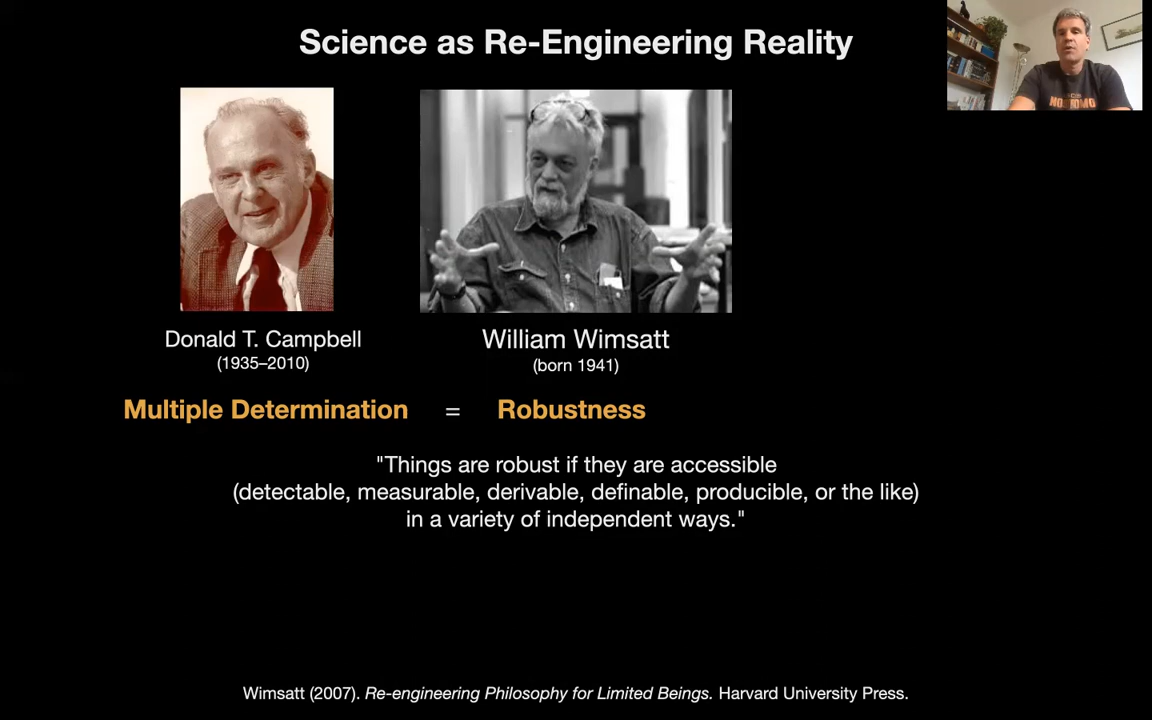 Science as Re-Engineering Reality
Donald T. Campbell
(1935–2010)
William Wimsatt
(born 1941)
Multiple Determination = Robustness
"Things are robust if they are accessible
(detectable, measurable, derivable, definable, producible, or the like)
in a variety of independent ways."
Wimsatt (2007). Re-engineering Philosophy for Limited Beings. Harvard University Press.